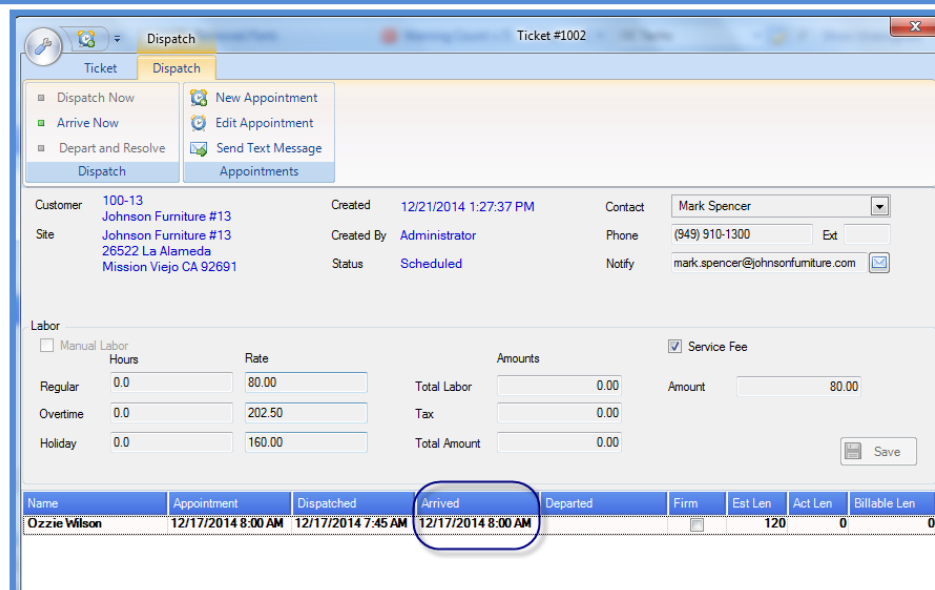 Dispatch
Ticket #1002
Ticket Dispatch
Dispatch Now
Arrive Now
Depart and Resolve
Dispatch
New Appointment
Edit Appointment
Send Text Message
Appointments
Customer 100-13
Johnson Furniture #13
Site Johnson Furniture #13
26522 La Alameda
Mission Viejo CA 92691
Created 12/21/2014 1:27:37 PM
Created By Administrator
Status Scheduled
Contact Mark Spencer
Phone (949) 910-1300 Ext
Notify mark.spencer@johnsonfurniture.com
Labor
Manual Labor
Hours Rate Amounts
Service Fee
Regular 0.0 80.00 Total Labor 0.00 Amount 80.00
Overtime 0.0 202.50 Tax 0.00
Holiday 0.0 160.00 Total Amount 0.00
Save
Name Appointment Dispatched Arrived Departed Firm Est Len Act Len Billable Len
Ozzie Wilson 12/17/2014 8:00 AM 12/17/2014 7:45 AM 12/17/2014 8:00 AM 120 0 0